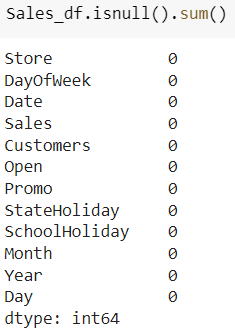 Sales_df.isnull().sum()
Store 0
DayOfWeek 0
Date 0
Sales 0
Customers 0
Open 0
Promo 0
StateHoliday 0
SchoolHoliday 0
Month 0
Year 0
Day 0
dtype: int64